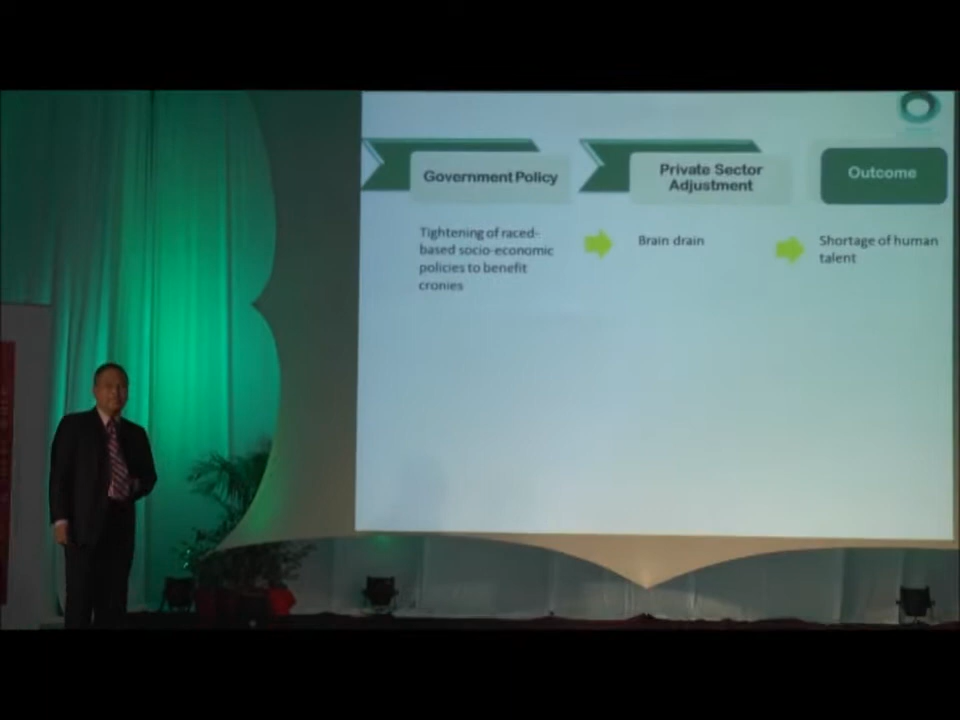 Government Policy
Private Sector
Adjustment
Outcome
Tightening of raced-
based socio-economic
policies to benefit
cronies
Brain drain
Shortage of human
talent